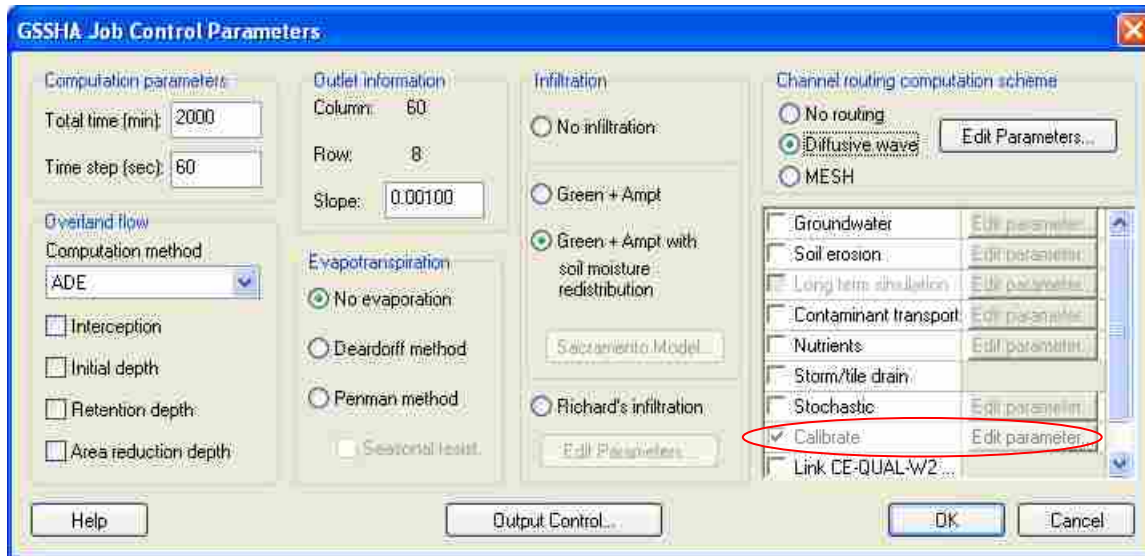 GSSHA Job Control Parameters
Computation parameters
Total time (min): 2000
Time step (sec): 60
Overland flow
Computation method
ADE
Interception
Initial depth
Retention depth
Area reduction depth
Outlet information
Column: 60
Row: 8
Slope: 0.00100
Evapotranspiration
No evaporation
Deardorff method
Penman method
Seasonal resist.
Infiltration
No infiltration
Green + Ampt
Green + Ampt with
soil moisture
redistribution
Sacramento Model...
Richard's infiltration
Edit Parameters...
Channel routing computation scheme
No routing
Diffusive wave
MESH
Edit Parameters...
Groundwater Edit parameter...
Soil erosion Edit parameter...
Long term simulation Edit parameter...
Contaminant transport Edit parameter...
Nutrients Edit parameter...
Storm/tile drain
Stochastic Edit parameter...
Calibrate Edit parameter...
Link CE-QUAL-W2 ...
Help
Output Control...
OK
Cancel